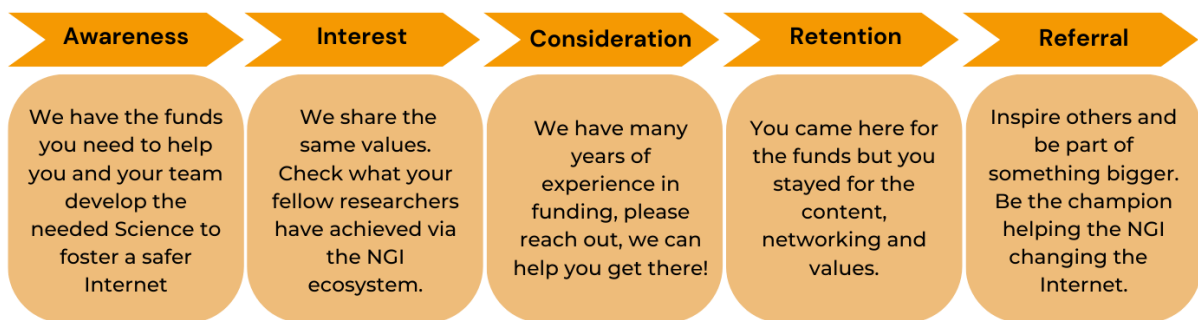 Awareness
Interest
Consideration
Retention
Referral
We have the funds
you need to help
you and your team
develop the
needed Science to
foster a safer
Internet
We share the
same values.
Check what your
fellow researchers
have achieved via
the NGI
ecosystem.
We have many
years of
experience in
funding, please
reach out, we can
help you get there!
You came here for
the funds but you
stayed for the
content,
networking and
values.
Inspire others and
be part of
something bigger.
Be the champion
helping the NGI
changing the
Internet.